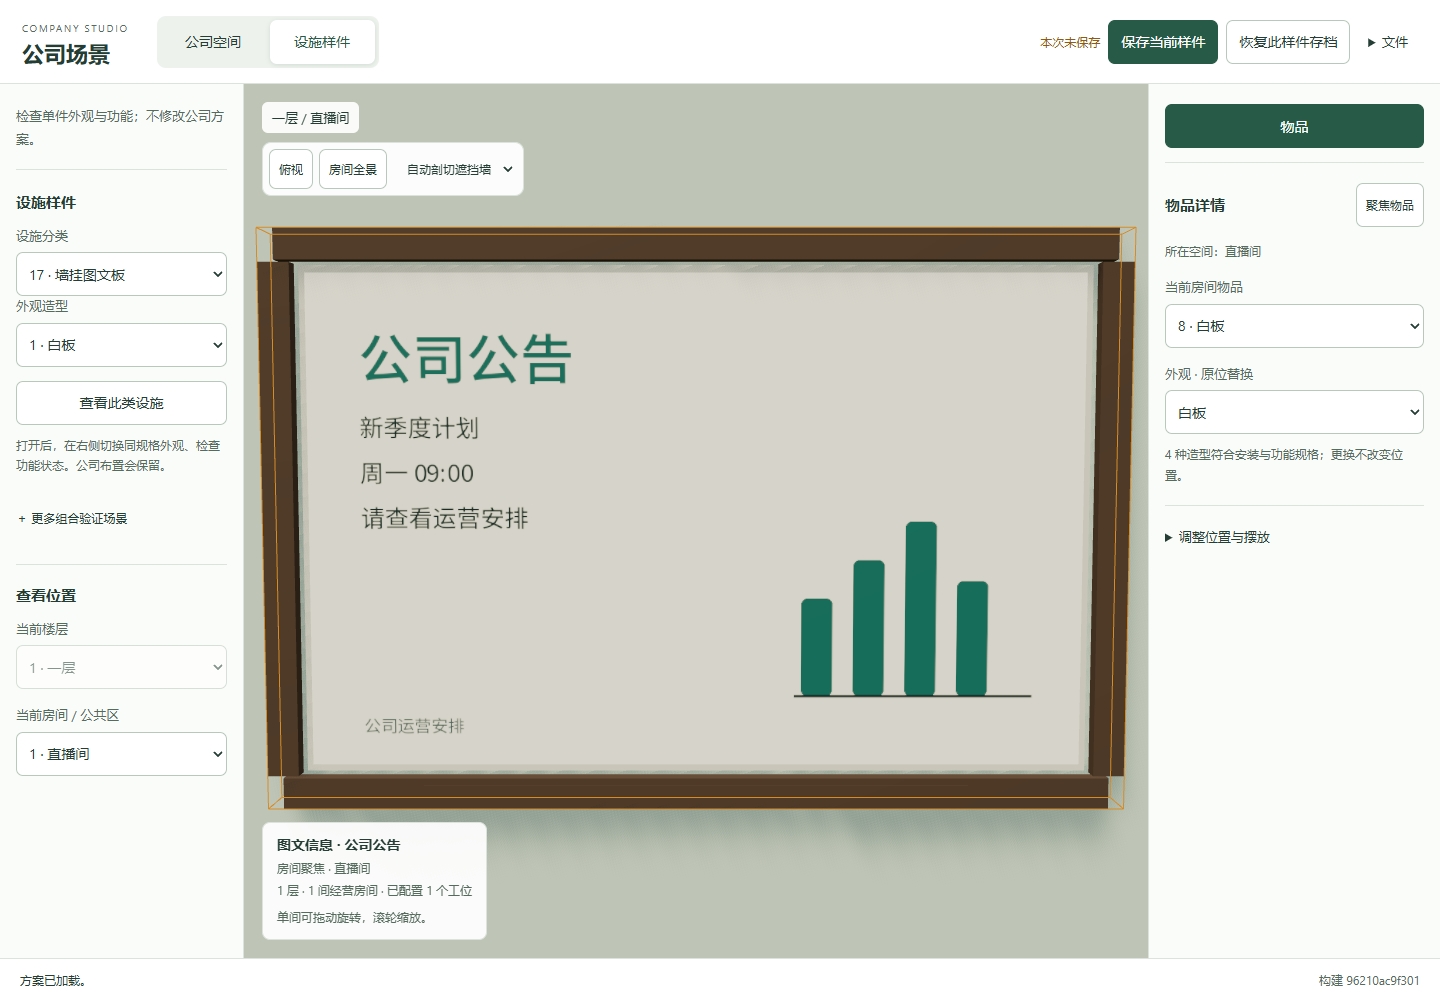 COMPANY STUDIO
公司场景
公司空间
设施样件
本次未保存
保存当前样件
恢复此样件存档
▶ 文件
检查单件外观与功能；不修改公司方案。
设施样件
设施分类
17 · 墙挂图文板
外观造型
1 · 白板
查看此类设施
打开后，在右侧切换同规格外观、检查功能状态。公司布置会保留。
+ 更多组合验证场景
查看位置
当前楼层
1 · 一层
当前房间 / 公共区
1 · 直播间
一层 / 直播间
俯视
房间全景
自动剖切遮挡墙
公司公告
新季度计划
周一 09:00
请查看运营安排
公司运营安排
图文信息 · 公司公告
房间聚焦 · 直播间
1 层 · 1 间经营房间 · 已配置 1 个工位
单间可拖动旋转，滚轮缩放。
物品
物品详情
聚焦物品
所在空间：直播间
当前房间物品
8 · 白板
外观 · 原位替换
白板
4 种造型符合安装与功能规格；更换不改变位置。
▶ 调整位置与摆放
方案已加载。
构建 96210ac9f301